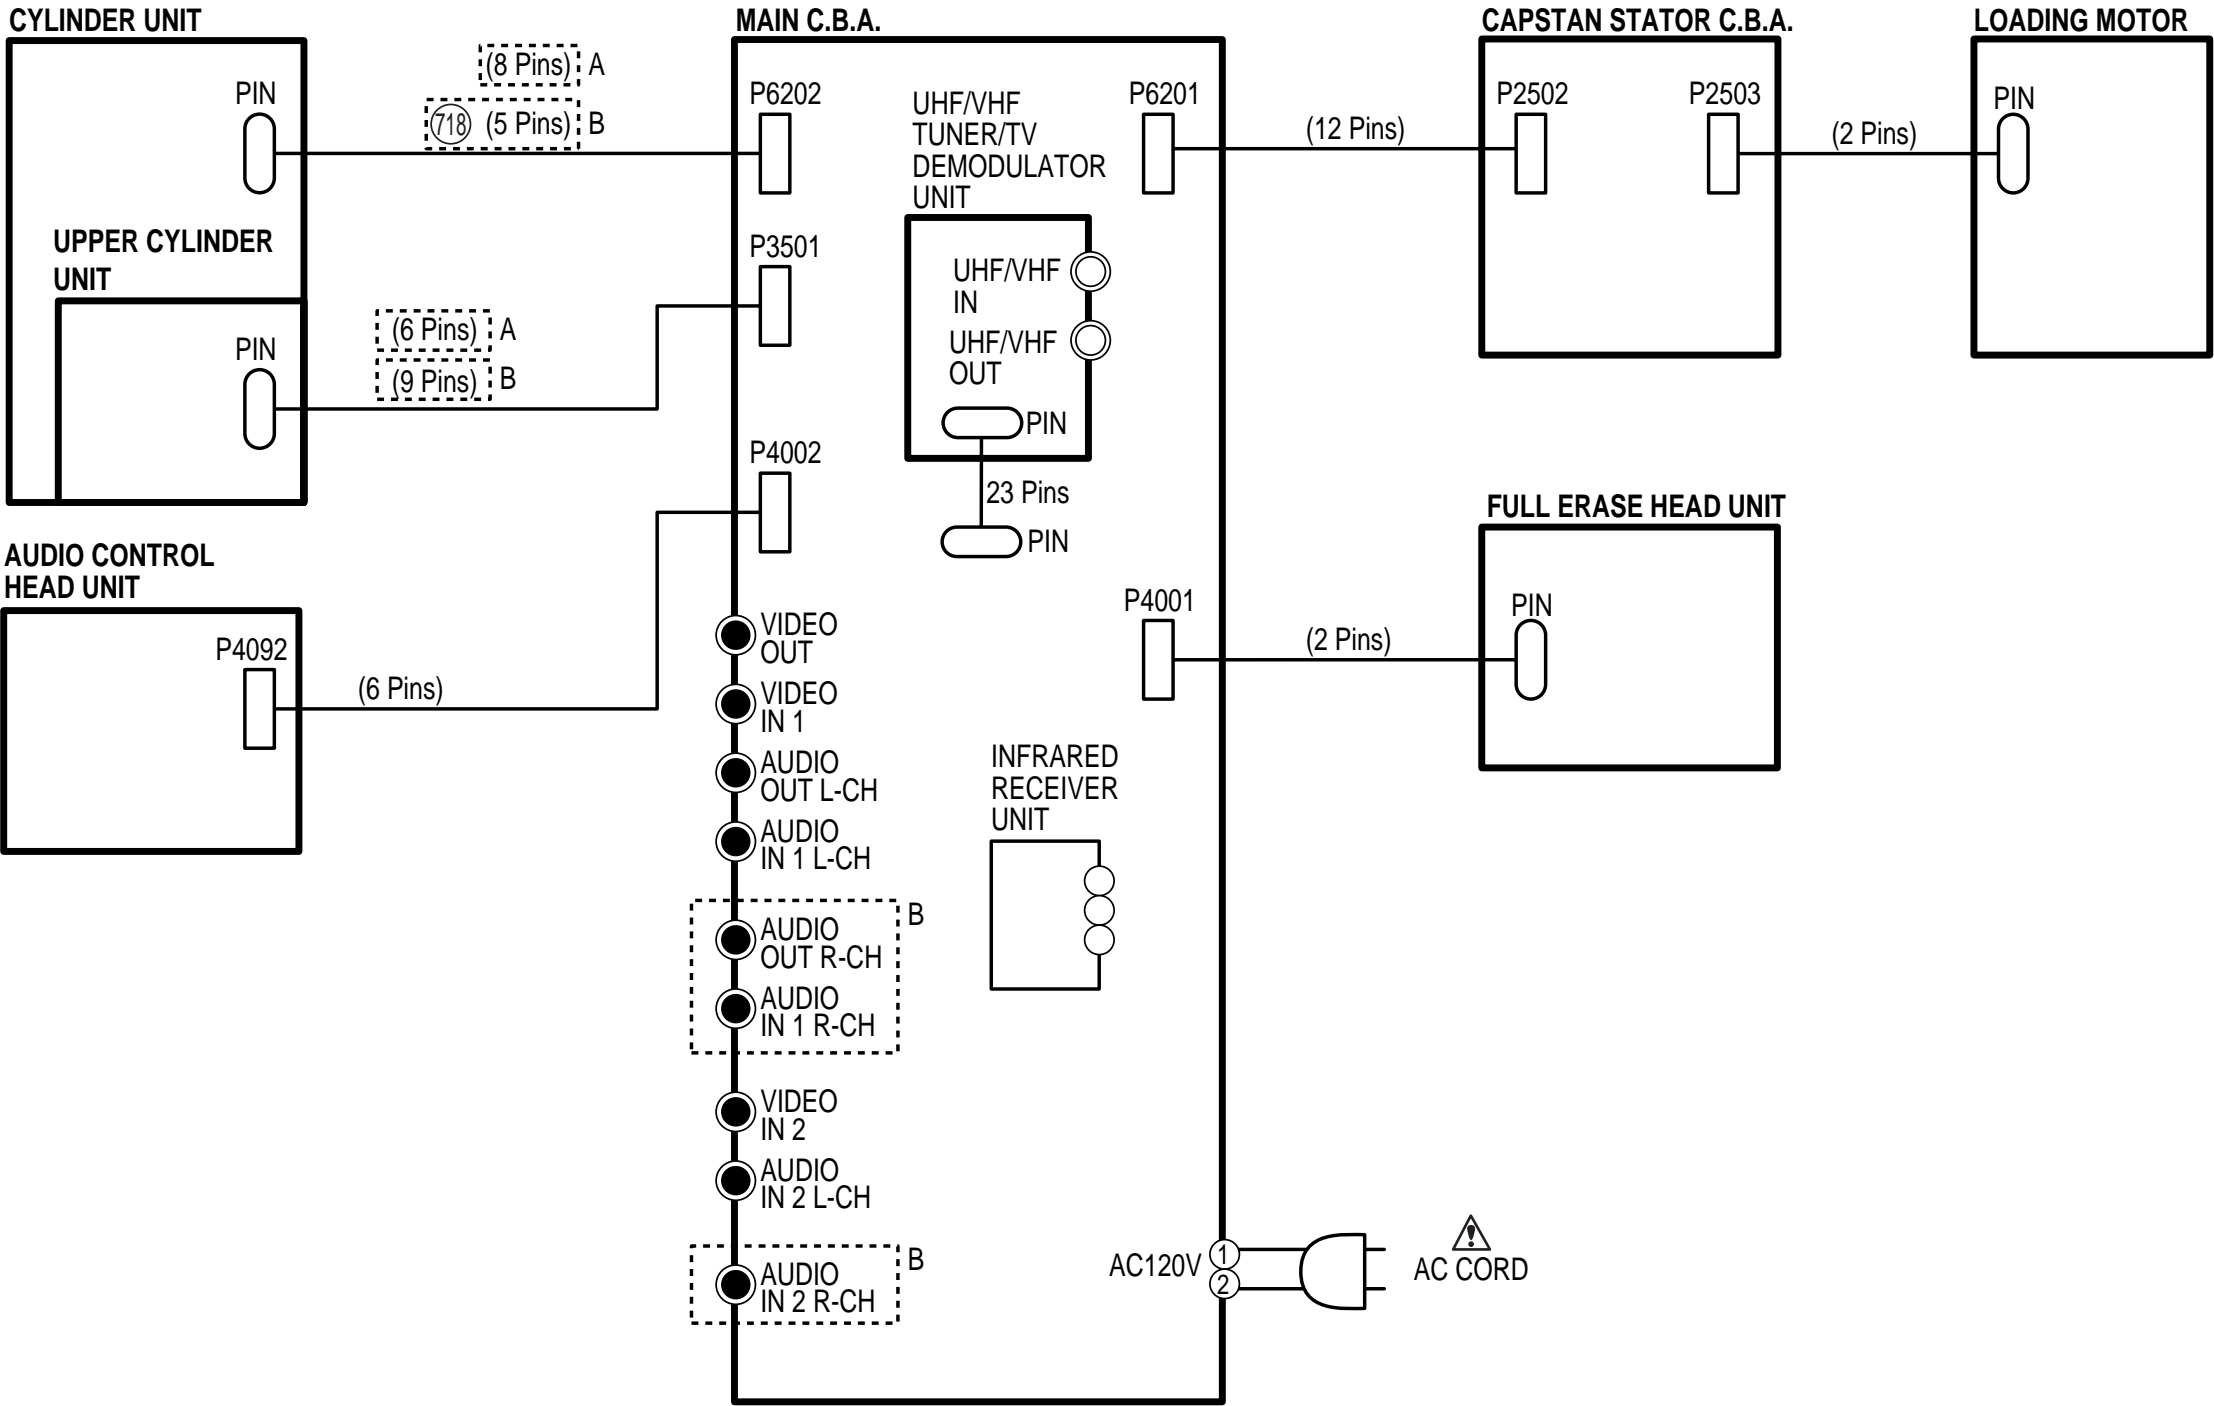 CYLINDER UNIT
(8 Pins) A
PIN
718 (5 Pins) B
UPPER CYLINDER
UNIT
(6 Pins) A
PIN
(9 Pins) B
AUDIO CONTROL
HEAD UNIT
P4092
(6 Pins)
MAIN C.B.A.
P6202
P3501
P4002
UHF/VHF
TUNER/TV
DEMODULATOR
UNIT
UHF/VHF
IN
UHF/VHF
OUT
PIN
23 Pins
PIN
P6201
P4001
VIDEO
OUT
VIDEO
IN 1
AUDIO
OUT L-CH
AUDIO
IN 1 L-CH
B
AUDIO
OUT R-CH
AUDIO
IN 1 R-CH
VIDEO
IN 2
AUDIO
IN 2 L-CH
B
AUDIO
IN 2 R-CH
INFRARED
RECEIVER
UNIT
AC120V
1
2
AC CORD
(12 Pins)
CAPSTAN STATOR C.B.A.
P2502
P2503
(2 Pins)
LOADING MOTOR
PIN
(2 Pins)
FULL ERASE HEAD UNIT
PIN